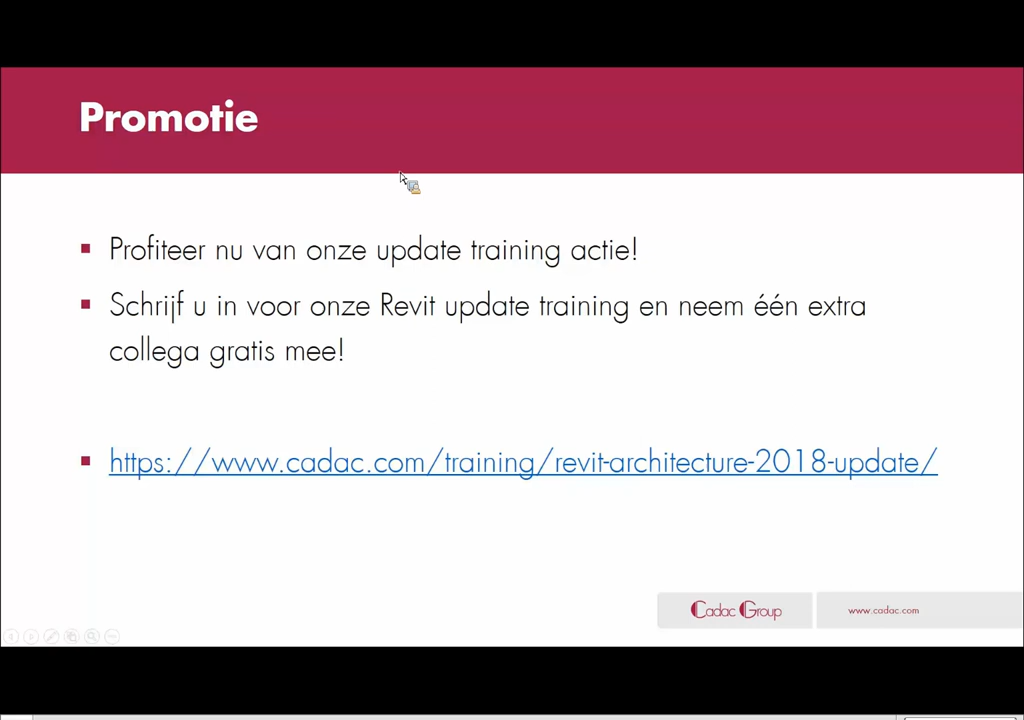 Promotie
Profiteer nu van onze update training actie!
Schrijf u in voor onze Revit update training en neem één extra
collega gratis mee!
https://www.cadac.com/training/revit-architecture-2018-update/
Cadac Group
www.cadac.com